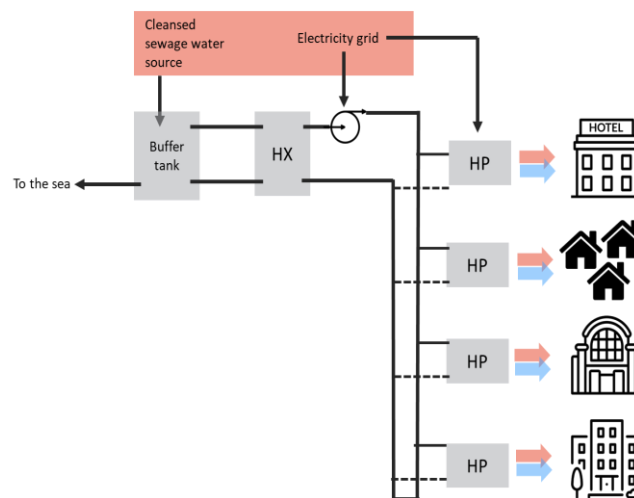 Cleansed
sewage water
source
Electricity grid
HOTEL
Buffer
tank
HX
HP
To the sea
HP
HP
HP